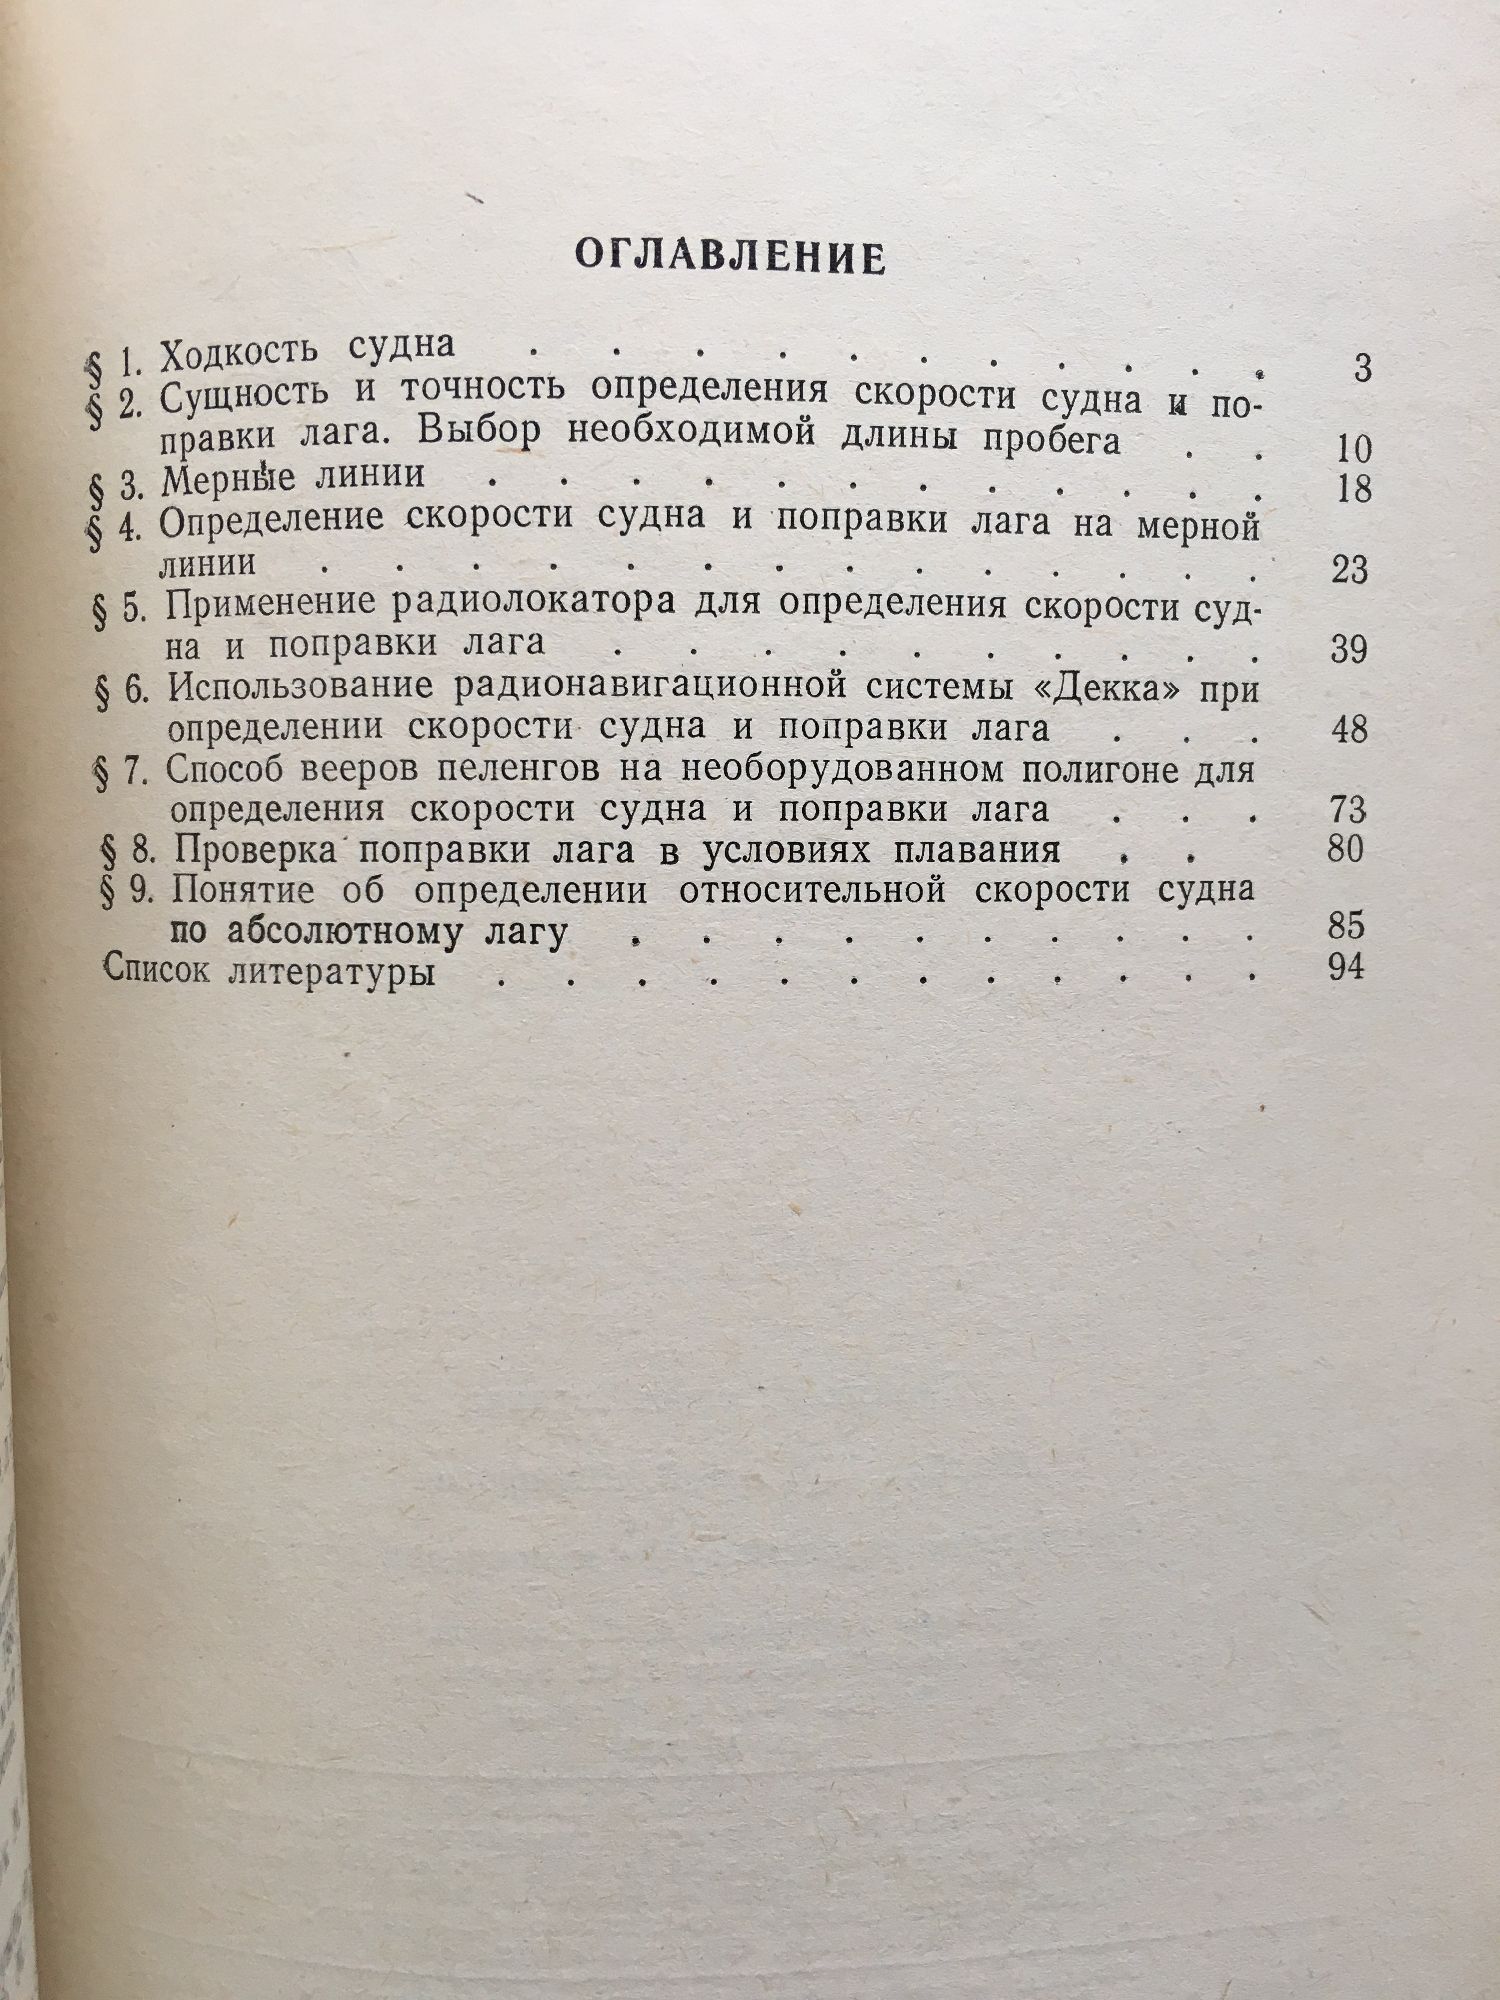 ОГЛАВЛЕНИЕ
§ 1. Ходкость судна . . . . . . . . . . . 3
§ 2. Сущность и точность определения скорости судна и по-
правки лага. Выбор необходимой длины пробега . . 10
§ 3. Мерные линии . . . . . . . . . . . . 18
§ 4. Определение скорости судна и поправки лага на мерной
линии . . . . . . . . . . . . . . 23
§ 5. Применение радиолокатора для определения скорости суд-
на и поправки лага . . . . . . . . . . 39
§ 6. Использование радионавигационной системы «Декка» при
определении скорости судна и поправки лага . . . 48
§ 7. Способ вееров пеленгов на необорудованном полигоне для
определения скорости судна и поправки лага . . . 73
§ 8. Проверка поправки лага в условиях плавания . . 80
§ 9. Понятие об определении относительной скорости судна
по абсолютному лагу . . . . . . . . . . 85
Список литературы . . . . . . . . . . . . 94